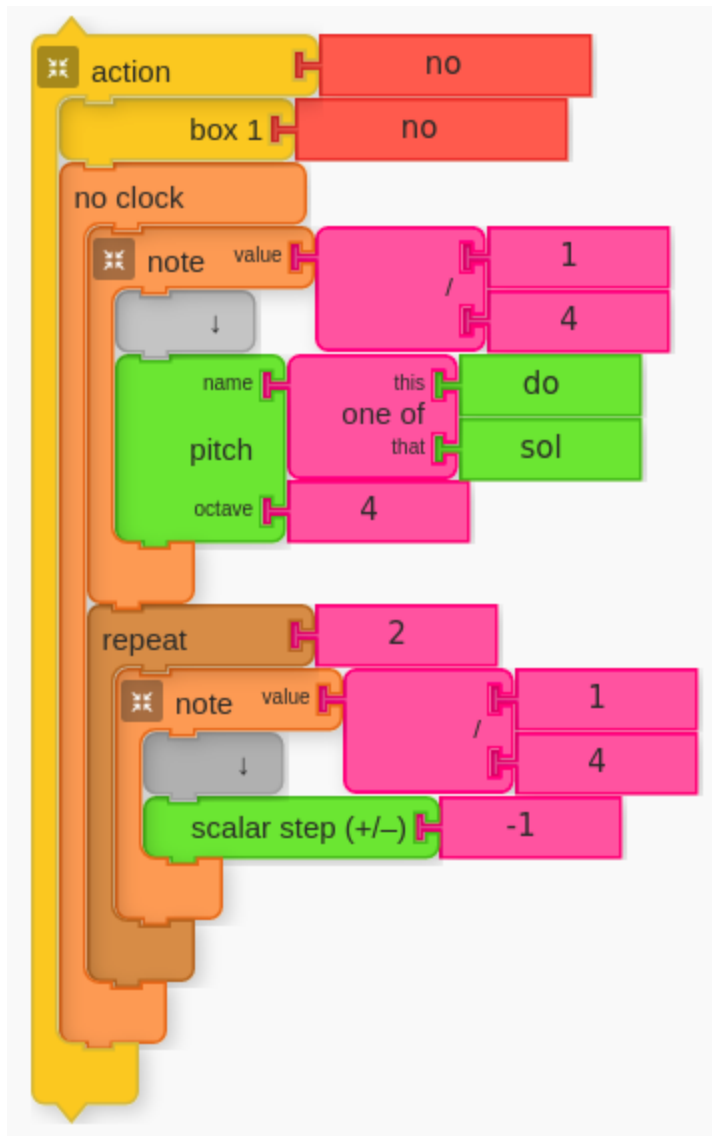 action no
box 1 no
no clock
note value 1
/
↓ 4
name this do
one of
pitch that sol
octave 4
repeat 2
note value 1
/
↓ 4
scalar step (+/–) -1